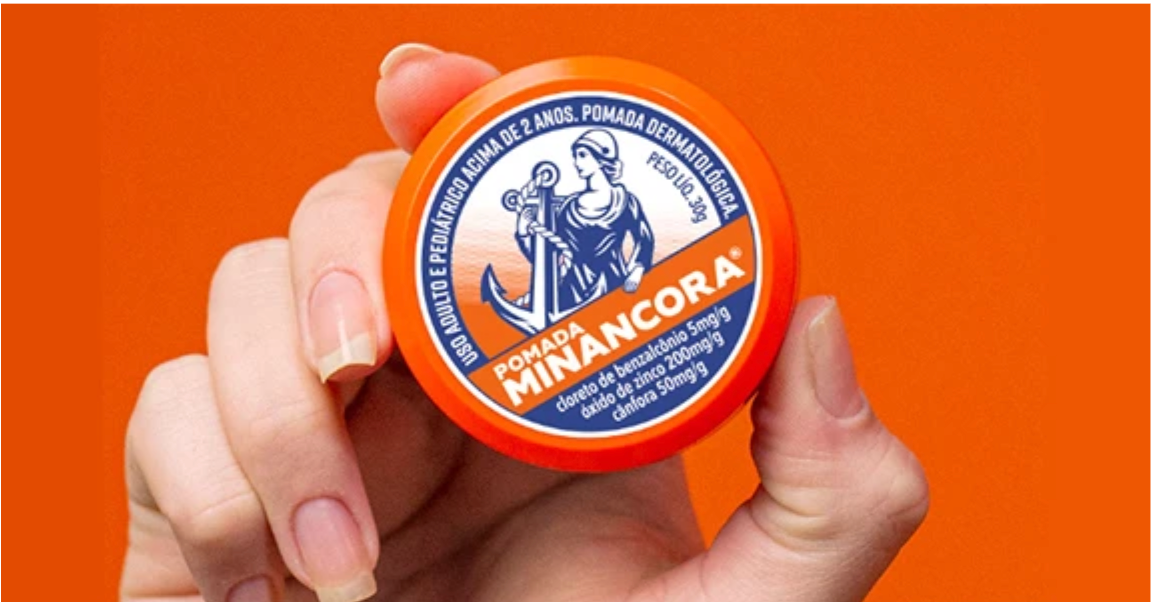 USO ADULTO E PEDIÁTRICO ACIMA DE 2 ANOS. POMADA DERMATOLÓGICA.
PESO LÍQ. 30g
POMADA
MINANCORA®
cloreto de benzalcônio 5mg/g
óxido de zinco 200mg/g
cânfora 50mg/g